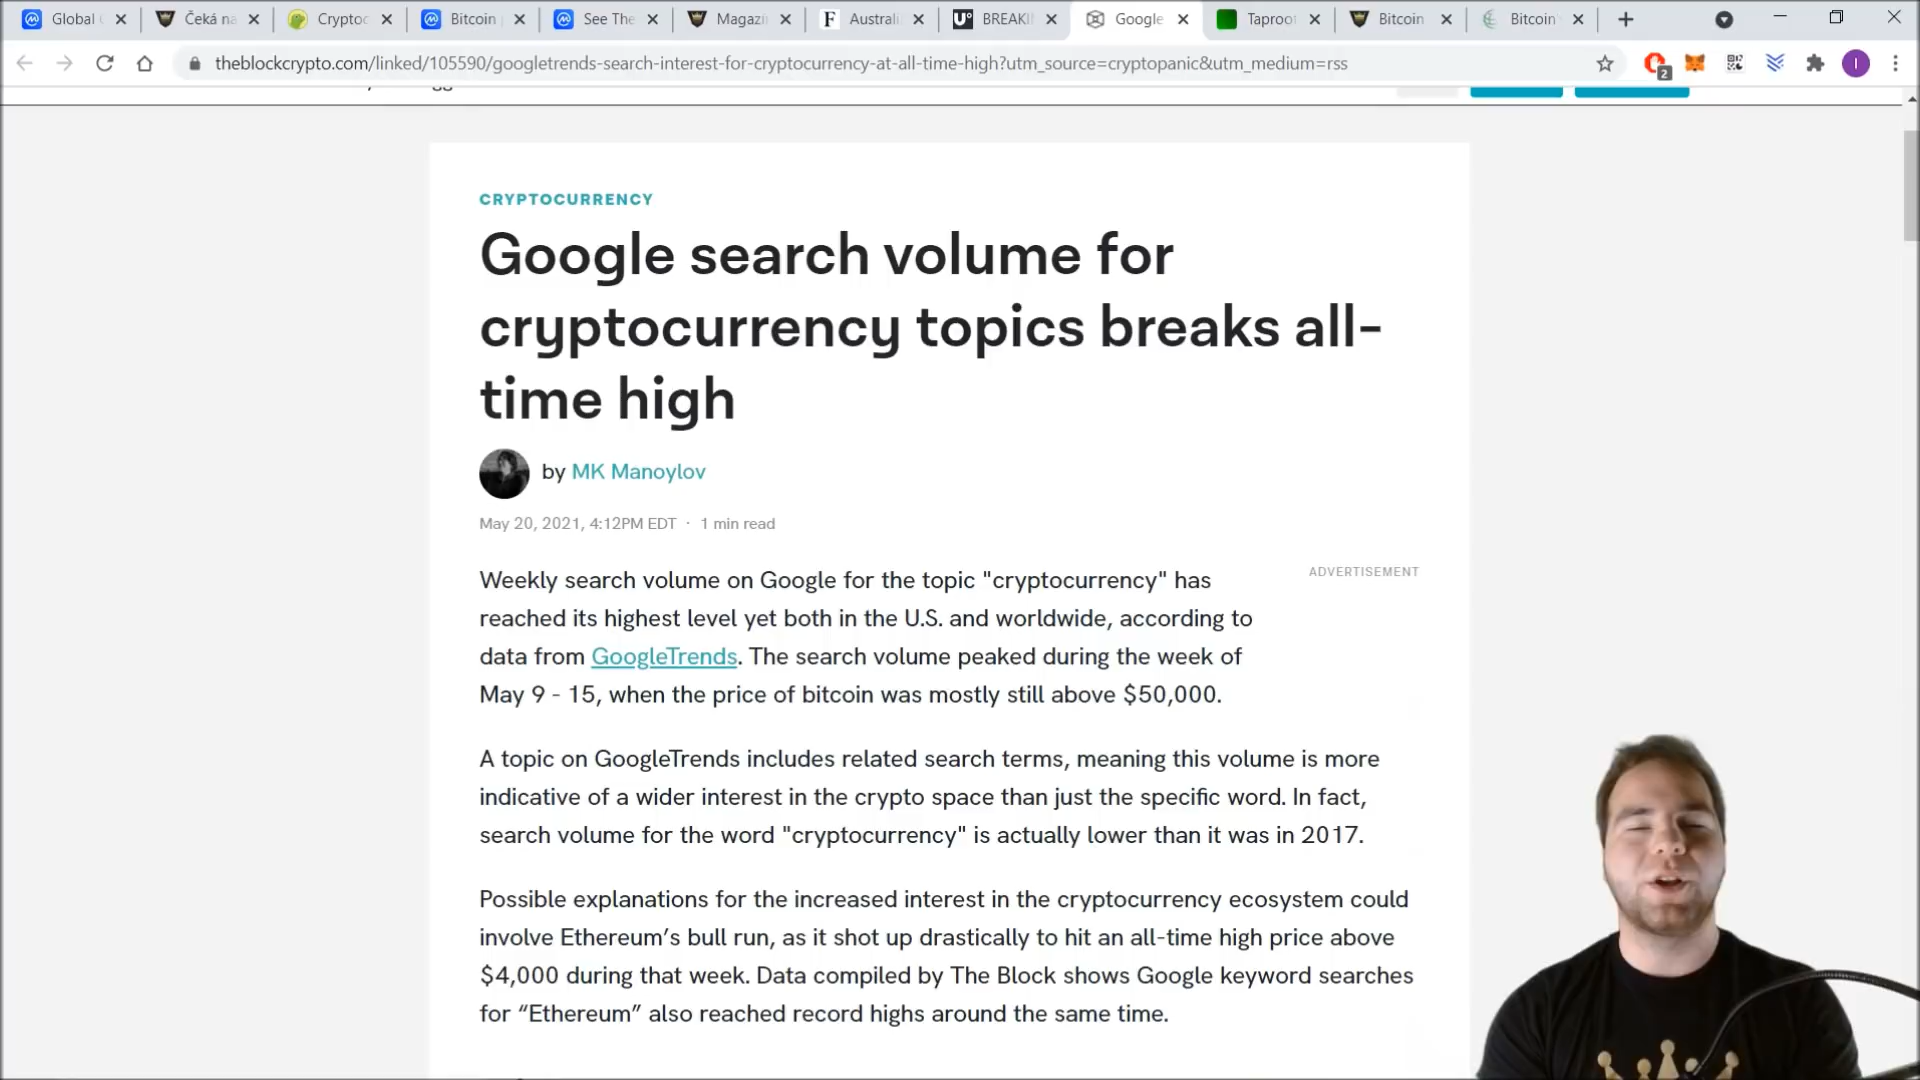 Global
Čeká na
Cryptoc
Bitcoin
See The
Magazi
Australi
BREAKI
Google
Taproot
Bitcoin
Bitcoin
theblockcrypto.com/linked/105590/googletrends-search-interest-for-cryptocurrency-at-all-time-high?utm_source=cryptopanic&utm_medium=rss
2
I
CRYPTOCURRENCY
Google search volume for
cryptocurrency topics breaks all-
time high
by MK Manoylov
May 20, 2021, 4:12PM EDT · 1 min read
Weekly search volume on Google for the topic "cryptocurrency" has
reached its highest level yet both in the U.S. and worldwide, according to
data from GoogleTrends. The search volume peaked during the week of
May 9 - 15, when the price of bitcoin was mostly still above $50,000.
ADVERTISEMENT
A topic on GoogleTrends includes related search terms, meaning this volume is more
indicative of a wider interest in the crypto space than just the specific word. In fact,
search volume for the word "cryptocurrency" is actually lower than it was in 2017.
Possible explanations for the increased interest in the cryptocurrency ecosystem could
involve Ethereum’s bull run, as it shot up drastically to hit an all-time high price above
$4,000 during that week. Data compiled by The Block shows Google keyword searches
for “Ethereum” also reached record highs around the same time.